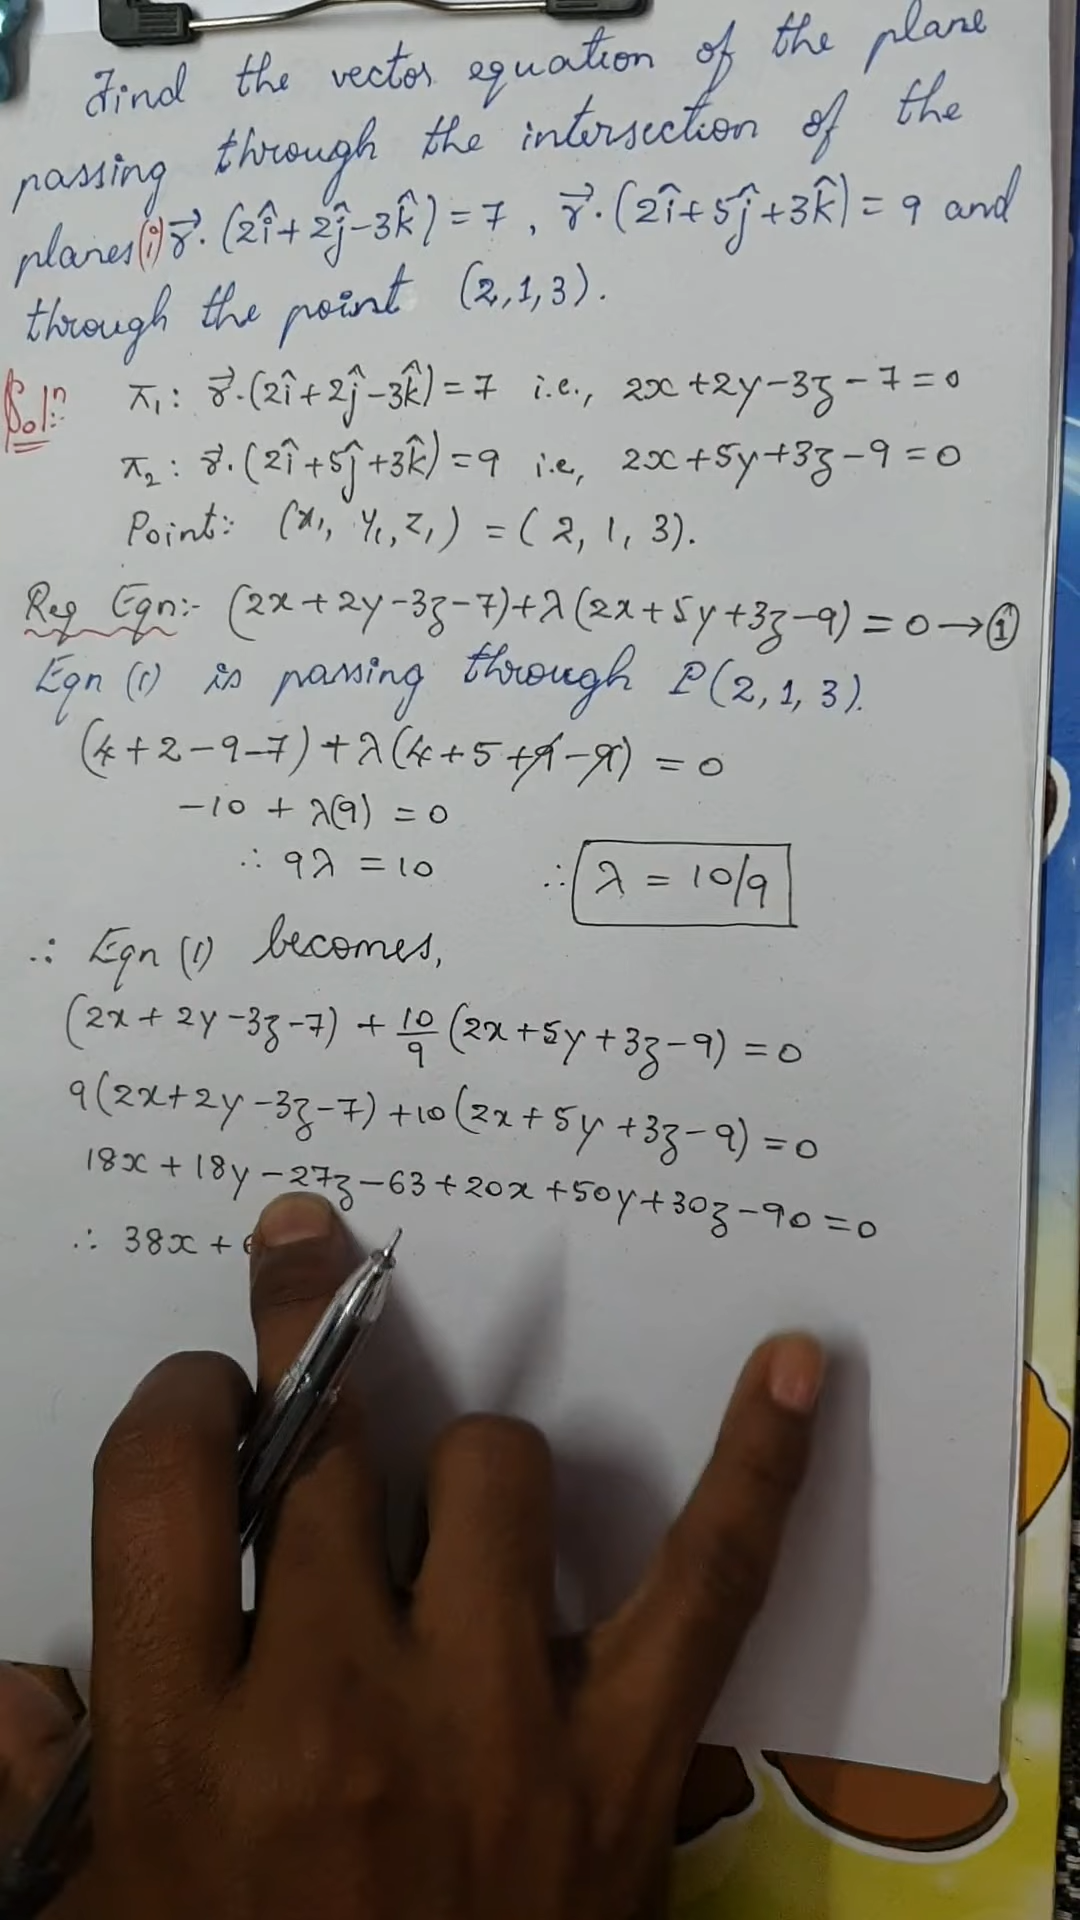 Find the vector equation of the plane
passing through the intersection of the
planes (i) r⃗·(2î+2ĵ-3k̂)=7, r⃗·(2î+5ĵ+3k̂)=9 and
through the point (2,1,3).
Sol:n π₁: r⃗·(2î+2ĵ-3k̂)=7 i.e., 2x+2y-3z-7=0
π₂: r⃗·(2î+5ĵ+3k̂)=9 i.e, 2x+5y+3z-9=0
Point:- (x₁, y₁, z₁) = (2, 1, 3).
Req Eqn:- (2x+2y-3z-7)+λ(2x+5y+3z-9)=0→①
Eqn (1) is passing through P(2,1,3).
(4+2-9-7)+λ(4+5+9-9)=0
-10+λ(9)=0
∴ 9λ=10 ∴ λ = 10/9
∴ Eqn (1) becomes,
(2x+2y-3z-7)+10/9(2x+5y+3z-9)=0
9(2x+2y-3z-7)+10(2x+5y+3z-9)=0
18x+18y-27z-63+20x+50y+30z-90=0
∴ 38x+